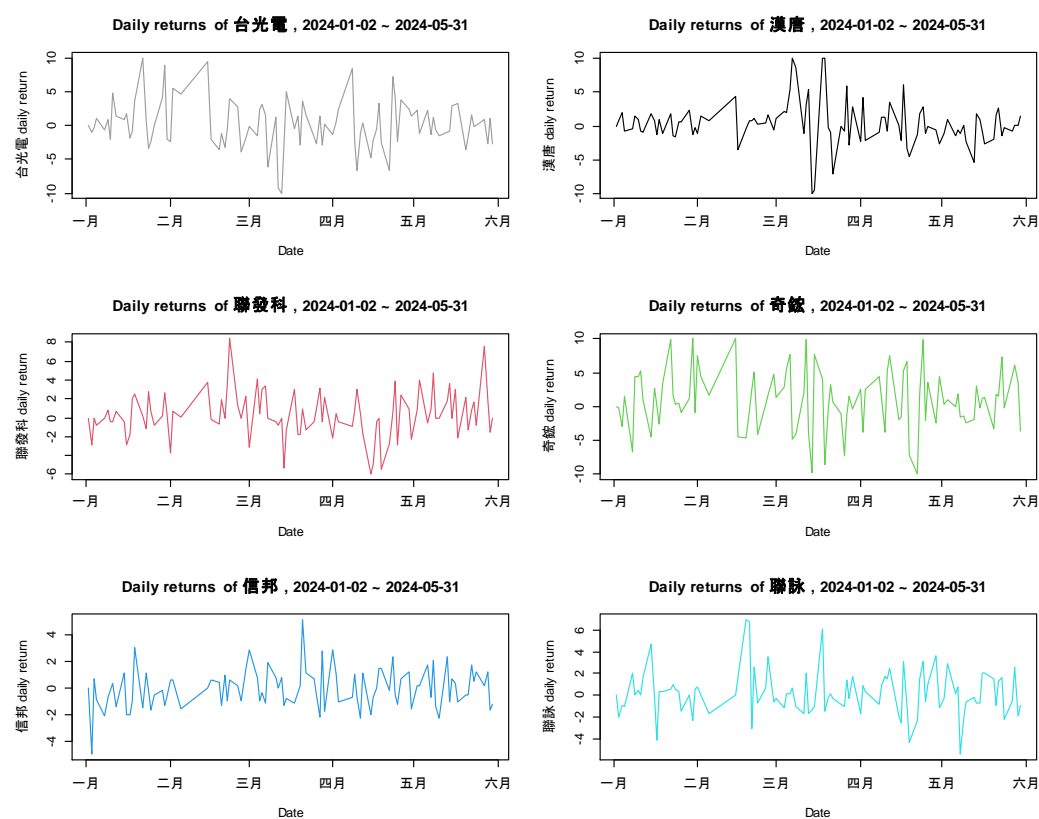 Daily returns of 台光電 , 2024-01-02 ~ 2024-05-31
台光電 daily return
10
5
0
-5
-10
一月 二月 三月 四月 五月 六月
Date
Daily returns of 漢唐 , 2024-01-02 ~ 2024-05-31
漢唐 daily return
10
5
0
-5
-10
一月 二月 三月 四月 五月 六月
Date
Daily returns of 聯發科 , 2024-01-02 ~ 2024-05-31
聯發科 daily return
8
6
4
2
0
-2
-6
一月 二月 三月 四月 五月 六月
Date
Daily returns of 奇鋐 , 2024-01-02 ~ 2024-05-31
奇鋐 daily return
10
5
0
-5
-10
一月 二月 三月 四月 五月 六月
Date
Daily returns of 信邦 , 2024-01-02 ~ 2024-05-31
信邦 daily return
4
2
0
-2
-4
一月 二月 三月 四月 五月 六月
Date
Daily returns of 聯詠 , 2024-01-02 ~ 2024-05-31
聯詠 daily return
6
4
2
0
-2
-4
一月 二月 三月 四月 五月 六月
Date